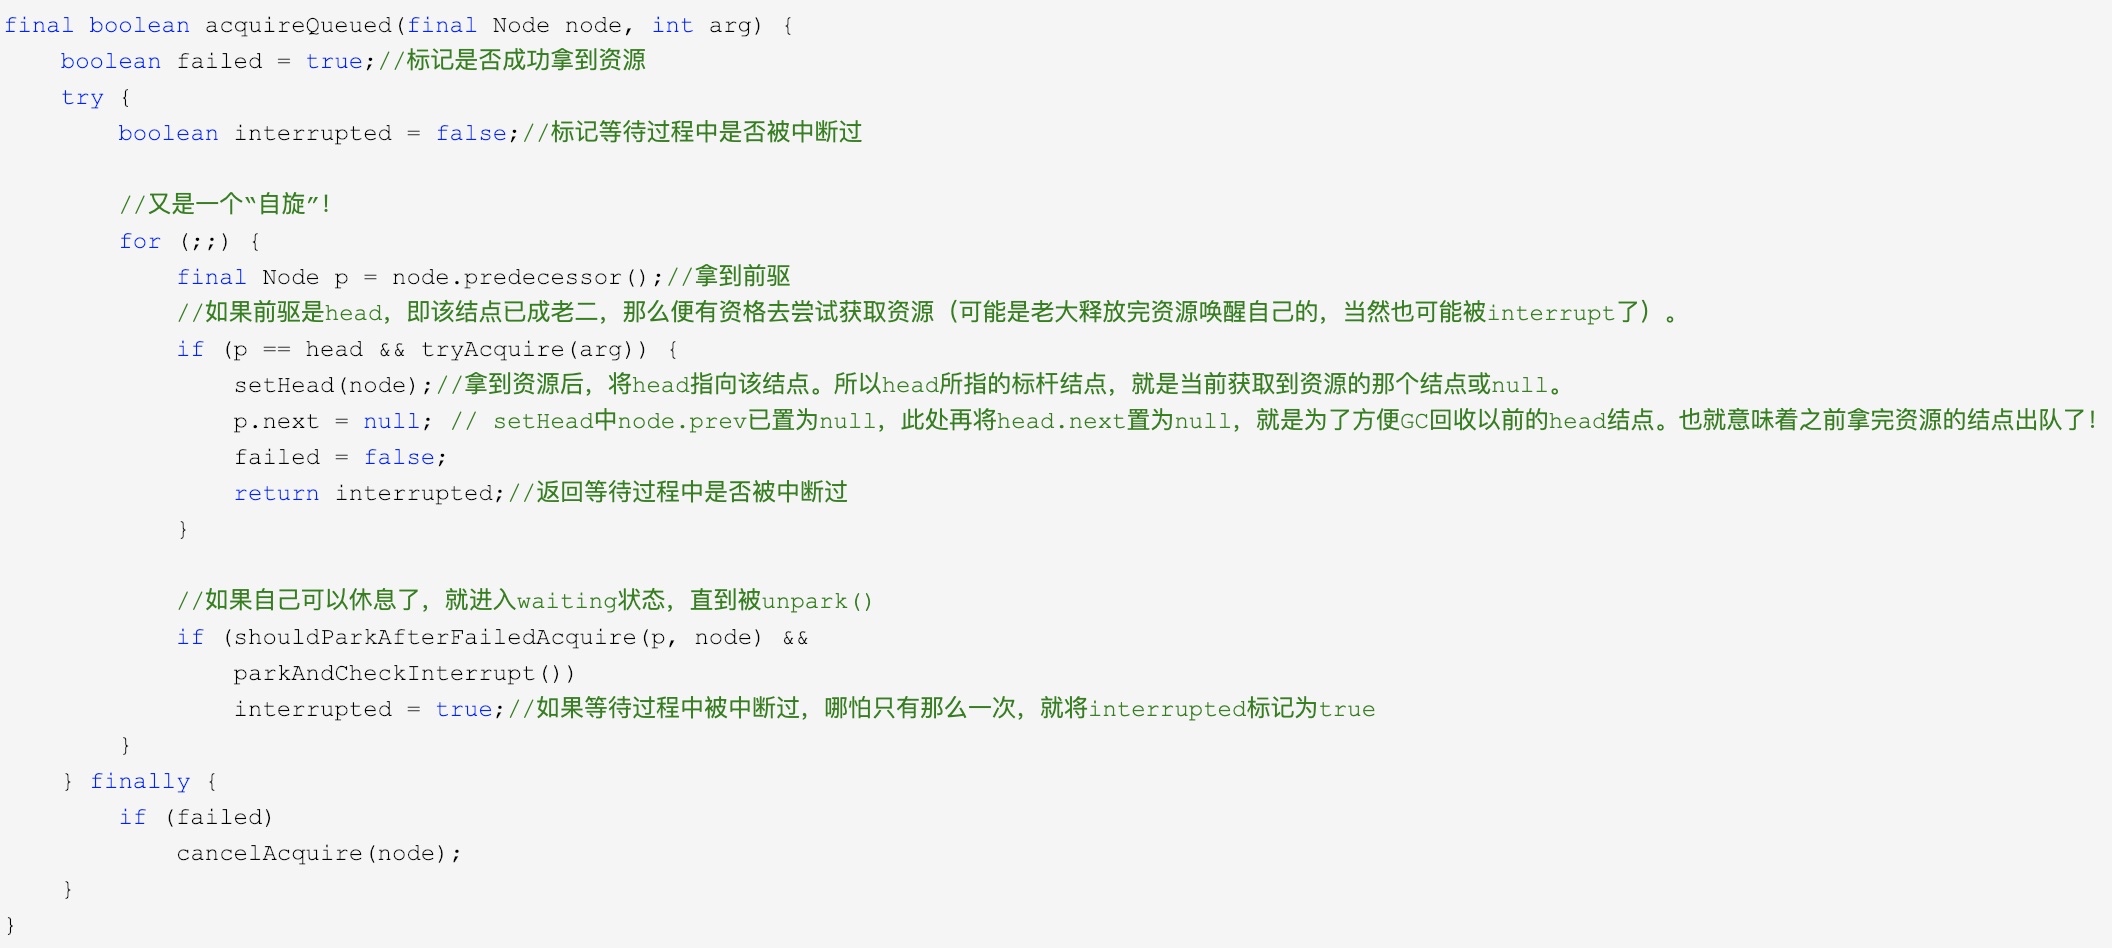 final boolean acquireQueued(final Node node, int arg) {
    boolean failed = true;//标记是否成功拿到资源
    try {
        boolean interrupted = false;//标记等待过程中是否被中断过

        //又是一个“自旋”！
        for (;;) {
            final Node p = node.predecessor();//拿到前驱
            //如果前驱是head，即该结点已成老二，那么便有资格去尝试获取资源（可能是老大释放完资源唤醒自己的，当然也可能被interrupt了）。
            if (p == head && tryAcquire(arg)) {
                setHead(node);//拿到资源后，将head指向该结点。所以head所指的标杆结点，就是当前获取到资源的那个结点或null。
                p.next = null; // setHead中node.prev已置为null，此处再将head.next置为null，就是为了方便GC回收以前的head结点。也就意味着之前拿完资源的结点出队了！
                failed = false;
                return interrupted;//返回等待过程中是否被中断过
            }

            //如果自己可以休息了，就进入waiting状态，直到被unpark()
            if (shouldParkAfterFailedAcquire(p, node) &&
                parkAndCheckInterrupt())
                interrupted = true;//如果等待过程中被中断过，哪怕只有那么一次，就将interrupted标记为true
        }
    } finally {
        if (failed)
            cancelAcquire(node);
    }
}